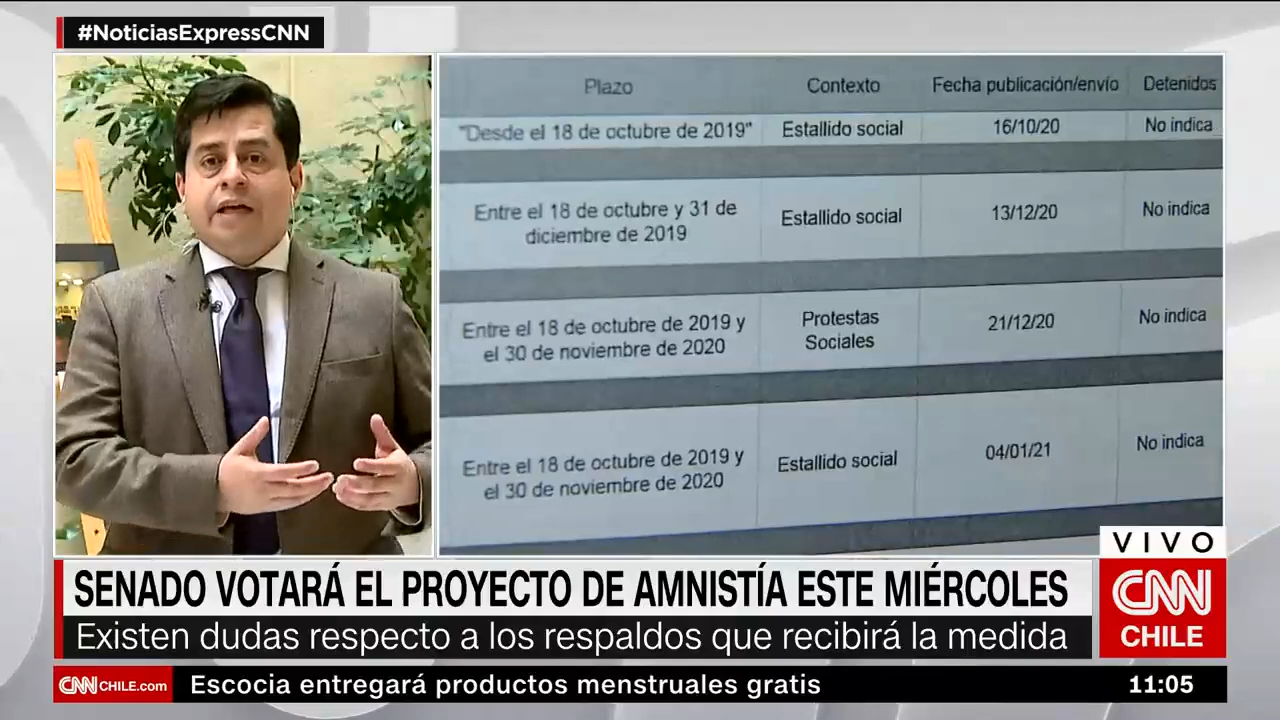 #NoticiasExpressCNN
Plazo
Contexto
Fecha publicación/envío
Detenidos
"Desde el 18 de octubre de 2019"
Estallido social
16/10/20
No indica
Entre el 18 de octubre y 31 de
diciembre de 2019
Estallido social
13/12/20
No indica
Entre el 18 de octubre de 2019 y
el 30 de noviembre de 2020
Protestas
Sociales
21/12/20
No indica
Entre el 18 de octubre de 2019 y
el 30 de noviembre de 2020
Estallido social
04/01/21
No indica
VIVO
CNN
CHILE
SENADO VOTARÁ EL PROYECTO DE AMNISTÍA ESTE MIÉRCOLES
Existen dudas respecto a los respaldos que recibirá la medida
CNNCHILE.com
Escocia entregará productos menstruales gratis
11:05